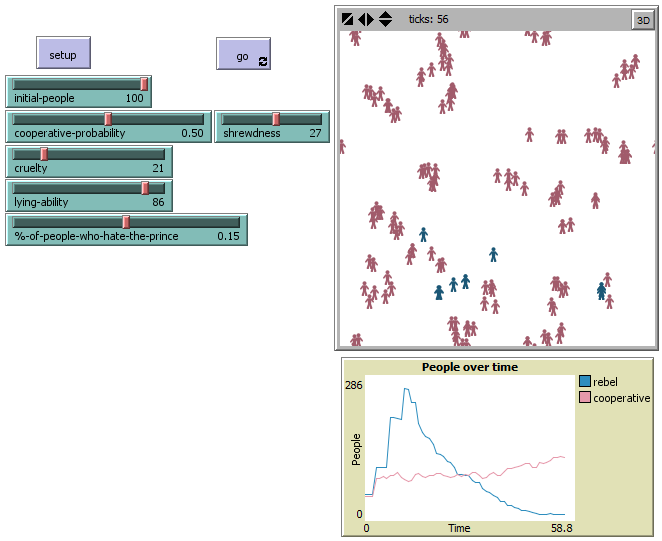 setup
go
initial-people 100
cooperative-probability 0.50
shrewdness 27
cruelty 21
lying-ability 86
%-of-people-who-hate-the-prince 0.15
ticks: 56
3D
People over time
286
People
0
0
Time
58.8
rebel
cooperative